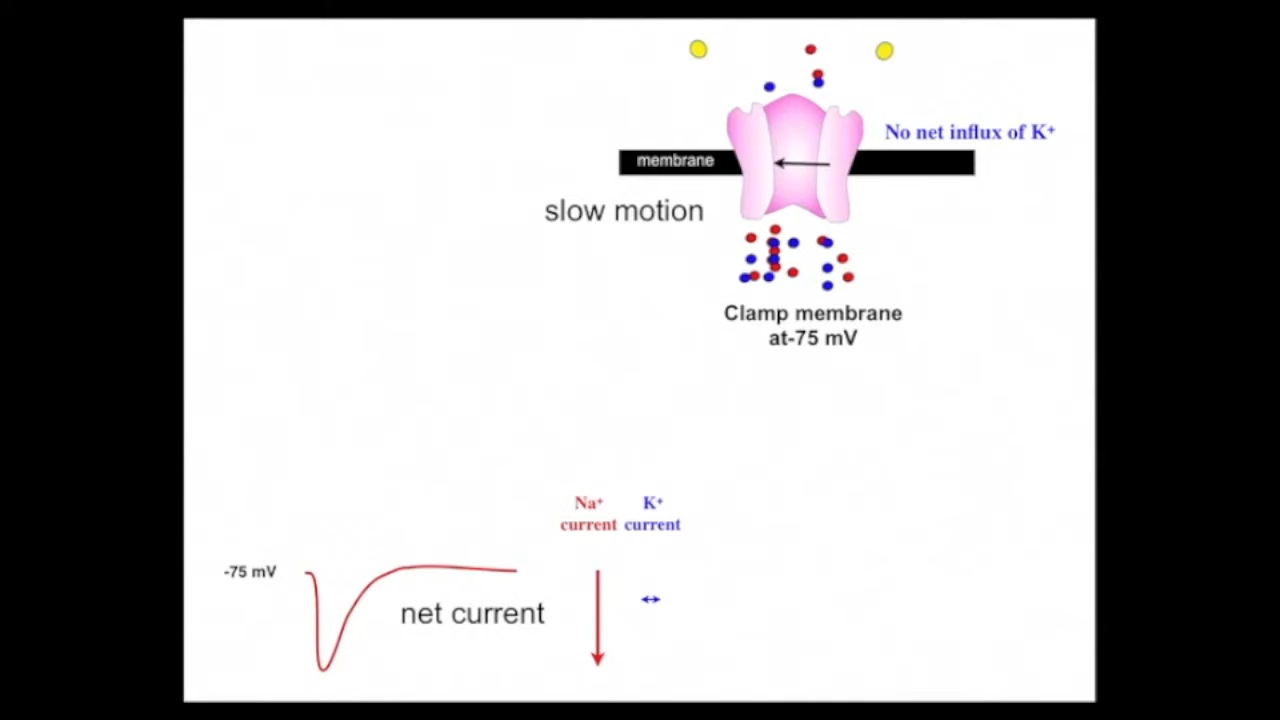 No net influx of K⁺
membrane
slow motion
Clamp membrane
at-75 mV
Na⁺ K⁺
current current
-75 mV
net current